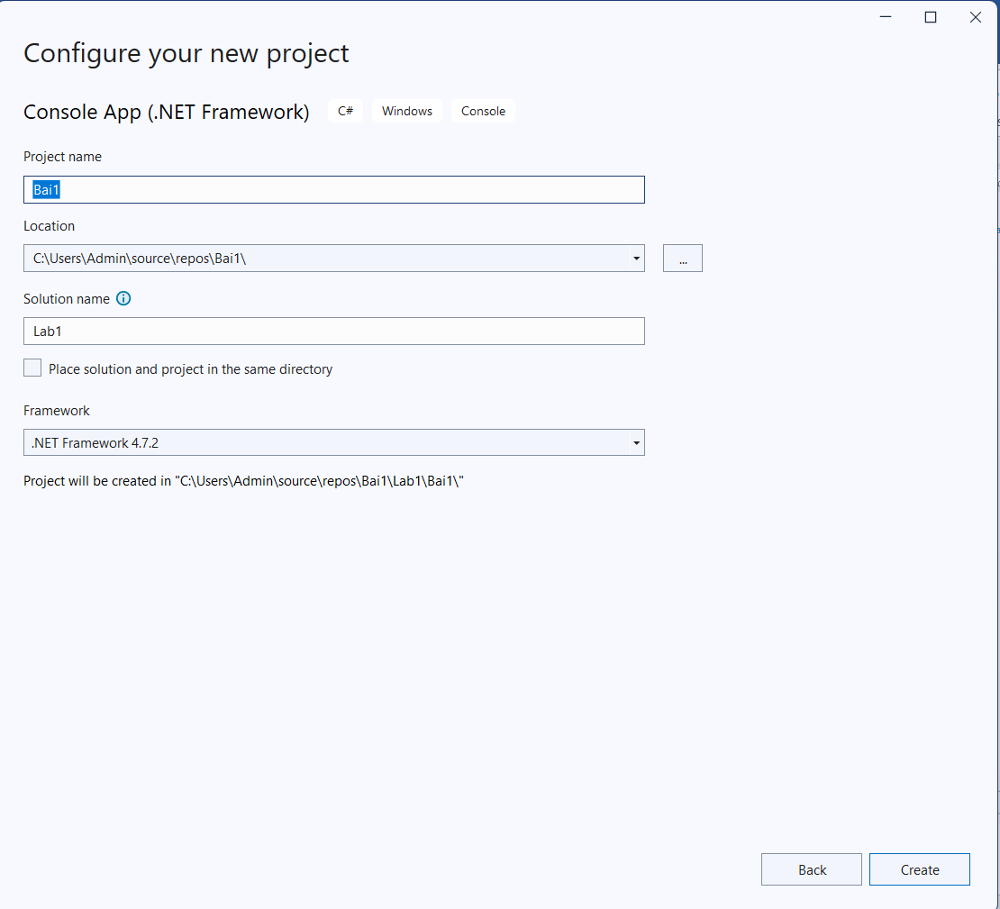 Configure your new project
Console App (.NET Framework) C# Windows Console
Project name
Bai1
Location
C:\Users\Admin\source\repos\Bai1\
...
Solution name
Lab1
Place solution and project in the same directory
Framework
.NET Framework 4.7.2
Project will be created in "C:\Users\Admin\source\repos\Bai1\Lab1\Bai1\"
Back Create